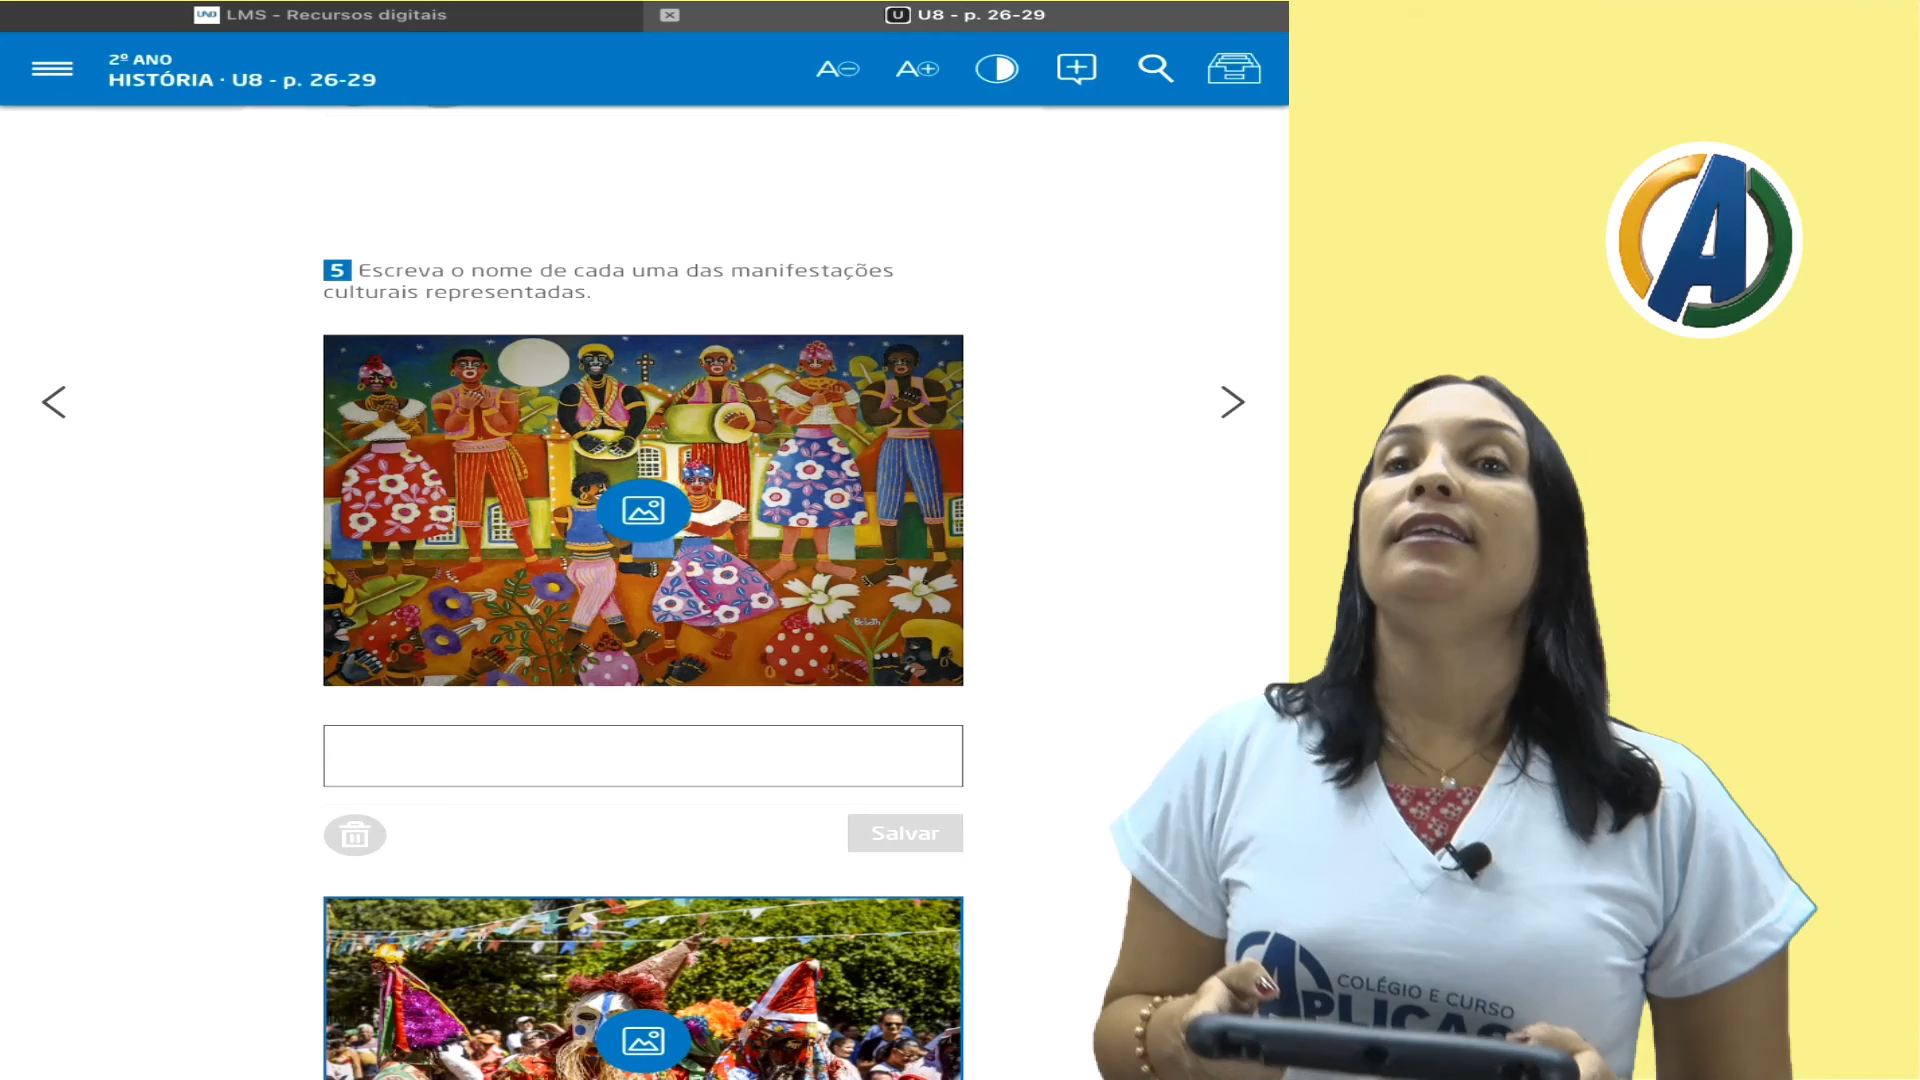 LMS - Recursos digitais
U8 - p. 26-29
2º ANO
HISTÓRIA · U8 - p. 26-29
A
A
5 Escreva o nome de cada uma das manifestações
culturais representadas.
Salvar
COLÉGIO E CURSO